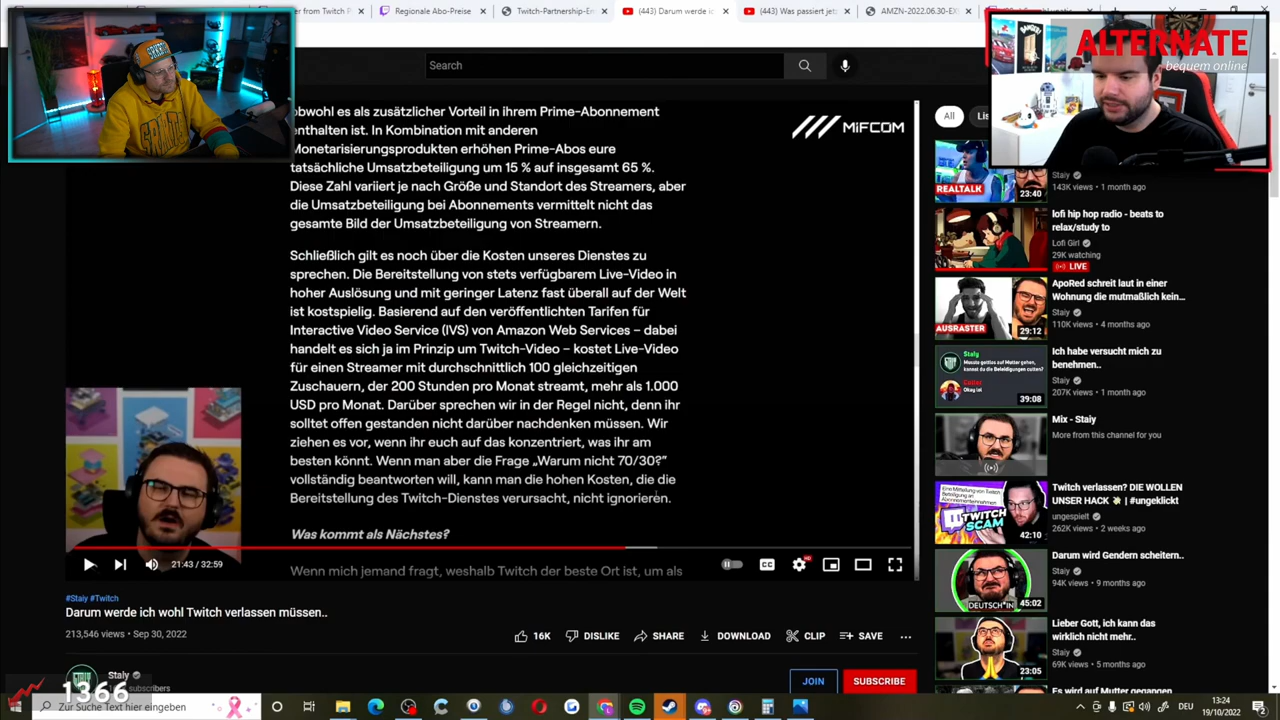 from Twitch P
Regionale Abo-Preise
Twitch-Partnership-Em
(443) Darum werde ic
(443) Was passiert jet
AMZN-2022.06.30-EX
ALTERNATE
bequem online
Search
All
obwohl es als zusätzlicher Vorteil in ihrem Prime-Abonnement
enthalten ist. In Kombination mit anderen
Monetarisierungsprodukten erhöhen Prime-Abos eure
tatsächliche Umsatzbeteiligung um 15 % auf insgesamt 65 %.
Diese Zahl variiert je nach Größe und Standort des Streamers, aber
die Umsatzbeteiligung bei Abonnements vermittelt nicht das
gesamte Bild der Umsatzbeteiligung von Streamern.
MIFCOM
Schließlich gilt es noch über die Kosten unseres Dienstes zu
sprechen. Die Bereitstellung von stets verfügbarem Live-Video in
hoher Auslösung und mit geringer Latenz fast überall auf der Welt
ist kostspielig. Basierend auf den veröffentlichten Tarifen für
Interactive Video Service (IVS) von Amazon Web Services – dabei
handelt es sich ja im Prinzip um Twitch-Video – kostet Live-Video
für einen Streamer mit durchschnittlich 100 gleichzeitigen
Zuschauern, der 200 Stunden pro Monat streamt, mehr als 1.000
USD pro Monat. Darüber sprechen wir in der Regel nicht, denn ihr
solltet offen gestanden nicht darüber nachdenken müssen. Wir
ziehen es vor, wenn ihr euch auf das konzentriert, was ihr am
besten könnt. Wenn man aber die Frage „Warum nicht 70/30?"
vollständig beantworten will, kann man die hohen Kosten, die die
Bereitstellung des Twitch-Dienstes verursacht, nicht ignorieren.
Was kommt als Nächstes?
Wenn mich jemand fragt, weshalb Twitch der beste Ort ist, um als
21:43 / 32:59
CC
HD
#Staiy #Twitch
Darum werde ich wohl Twitch verlassen müssen...
213,546 views • Sep 30, 2022
16K
DISLIKE
SHARE
DOWNLOAD
CLIP
SAVE
Staiy
subscribers
JOIN
SUBSCRIBE
1366
REALTALK
23:40
Staiy
143K views • 1 month ago
lofi hip hop radio - beats to
relax/study to
Lofi Girl
29K watching
LIVE
AUSRASTER
29:12
ApoRed schreit laut in einer
Wohnung die mutmaßlich kein...
Staiy
110K views • 4 months ago
39:08
Ich habe versucht mich zu
benehmen..
Staiy
207K views • 1 month ago
Mix - Staiy
More from this channel for you
TWITCH
SCAM
42:10
Twitch verlassen? DIE WOLLEN
UNSER HACK | #ungeklickt
ungespielt
262K views • 2 weeks ago
DEUTSCH*IN
45:02
Darum wird Gendern scheitern..
Staiy
94K views • 9 months ago
23:05
Lieber Gott, ich kann das
wirklich nicht mehr..
Staiy
69K views • 5 months ago
Es wird auf Mutter gegangen
Zur Suche Text hier eingeben
DEU
13:24
19/10/2022